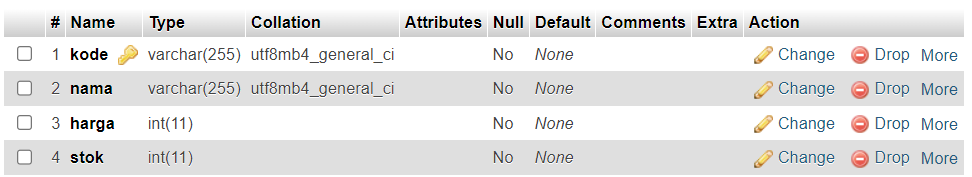 # Name Type Collation Attributes Null Default Comments Extra Action
1 kode varchar(255) utf8mb4_general_ci No None Change Drop More
2 nama varchar(255) utf8mb4_general_ci No None Change Drop More
3 harga int(11) No None Change Drop More
4 stok int(11) No None Change Drop More